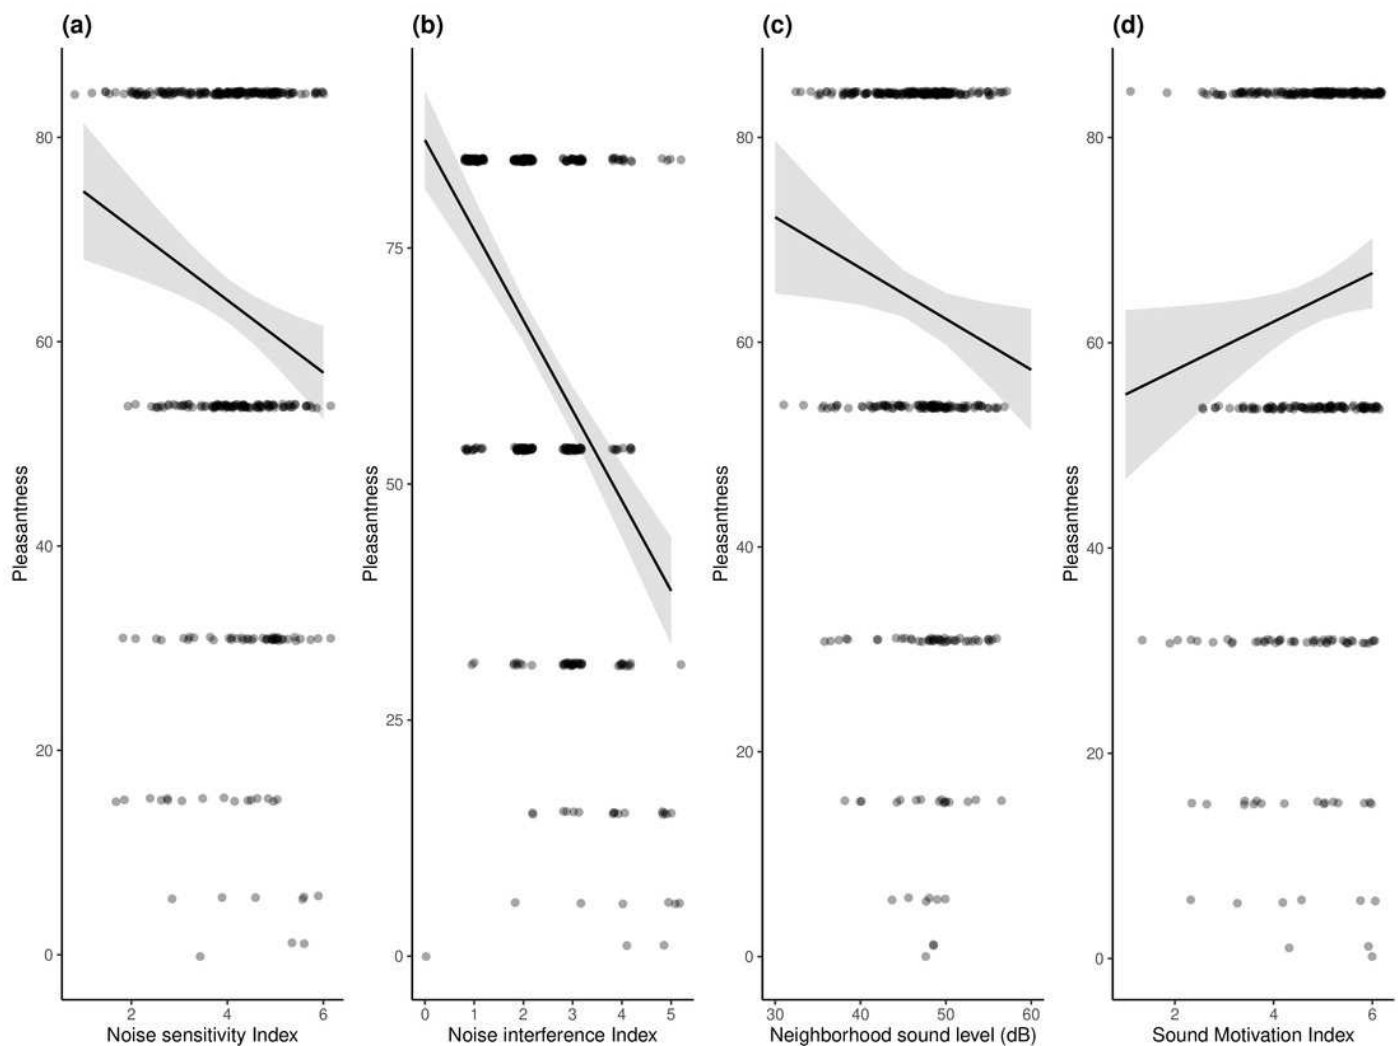 (a)
(b)
(c)
(d)
Pleasantness
80
60
40
20
0
2
4
6
Noise sensitivity Index
Pleasantness
75
50
25
0
0
1
2
3
4
5
Noise interference Index
Pleasantness
80
60
40
20
0
30
40
50
60
Neighborhood sound level (dB)
Pleasantness
80
60
40
20
0
2
4
6
Sound Motivation Index